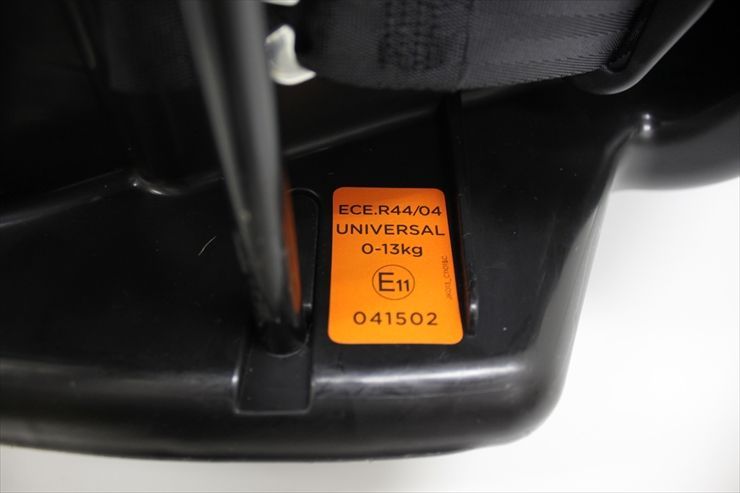 ECE.R44/04
UNIVERSAL
0-13kg
E11
041502